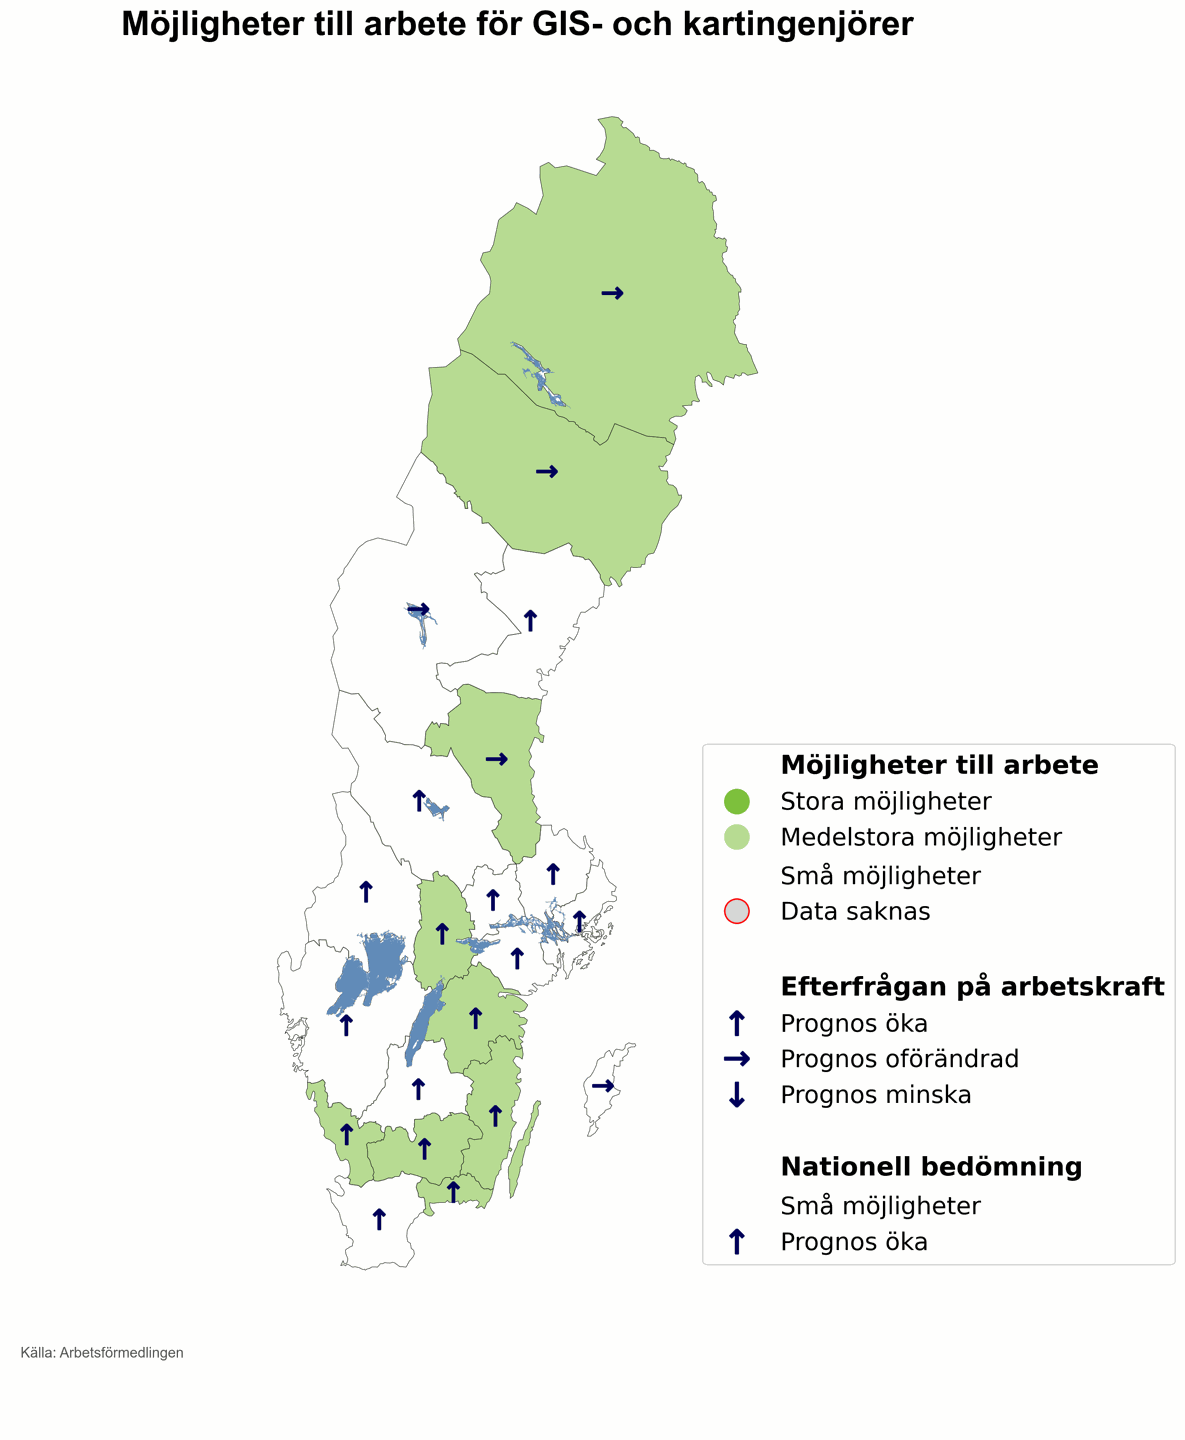 Möjligheter till arbete för GIS- och kartingenjörer
Möjligheter till arbete
Stora möjligheter
Medelstora möjligheter
Små möjligheter
Data saknas
Efterfrågan på arbetskraft
Prognos öka
Prognos oförändrad
Prognos minska
Nationell bedömning
Små möjligheter
Prognos öka
Källa: Arbetsförmedlingen